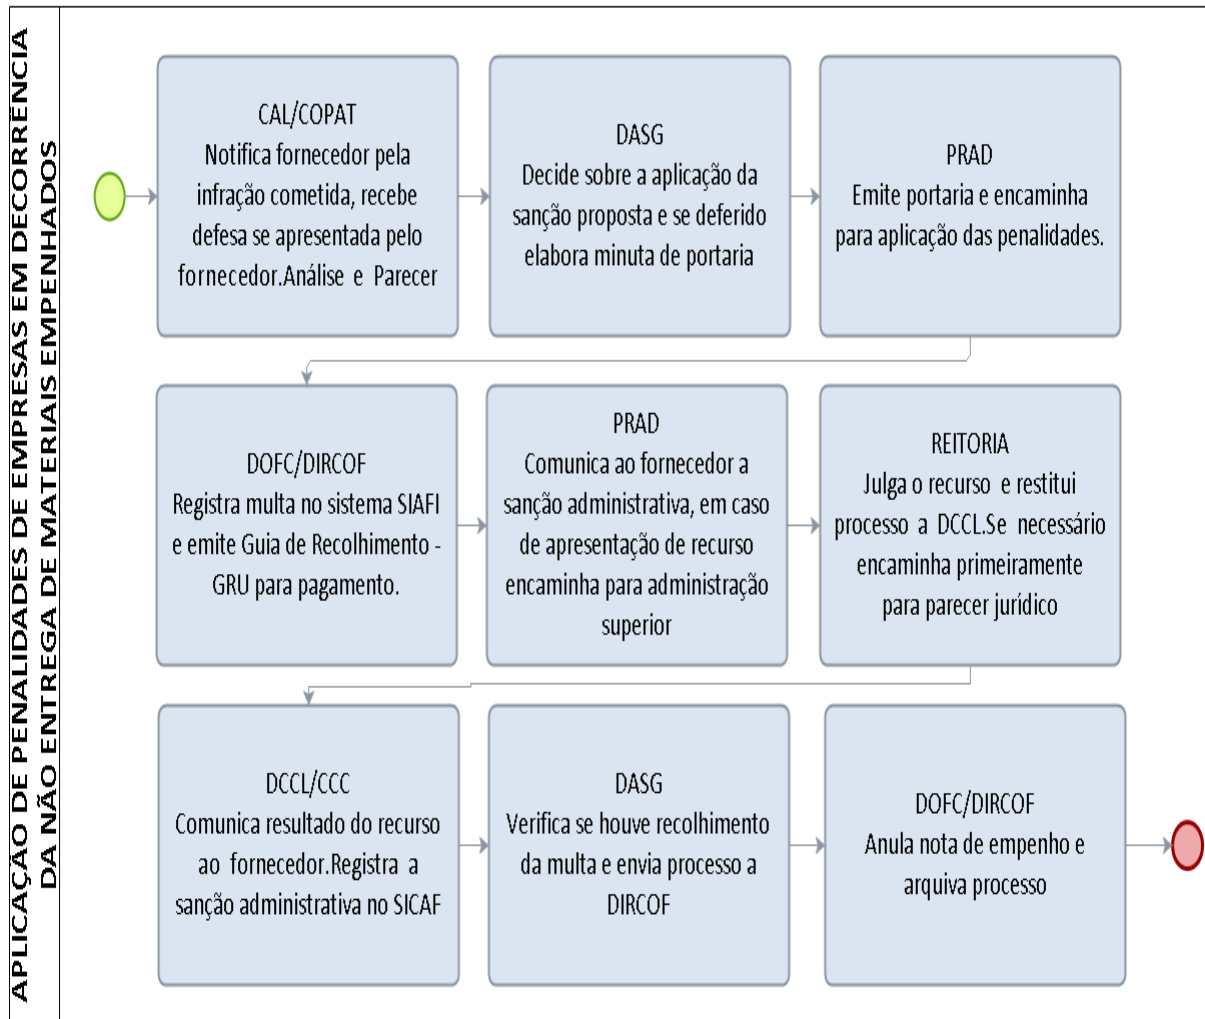 APLICAÇÃO DE PENALIDADES DE EMPRESAS EM DECORRÊNCIA
DA NÃO ENTREGA DE MATERIAIS EMPENHADOS
CAL/COPAT
Notifica fornecedor pela
infração cometida, recebe
defesa se apresentada pelo
fornecedor.Análise e Parecer
DASG
Decide sobre a aplicação da
sanção proposta e se deferido
elabora minuta de portaria
PRAD
Emite portaria e encaminha
para aplicação das penalidades.
DOFC/DIRCOF
Registra multa no sistema SIAFI
e emite Guia de Recolhimento -
GRU para pagamento.
PRAD
Comunica ao fornecedor a
sanção administrativa, em caso
de apresentação de recurso
encaminha para administração
superior
REITORIA
Julga o recurso e restitui
processo a DCCL.Se necessário
encaminha primeiramente
para parecer jurídico
DCCL/CCC
Comunica resultado do recurso
ao fornecedor.Registra a
sanção administrativa no SICAF
DASG
Verifica se houve recolhimento
da multa e envia processo a
DIRCOF
DOFC/DIRCOF
Anula nota de empenho e
arquiva processo